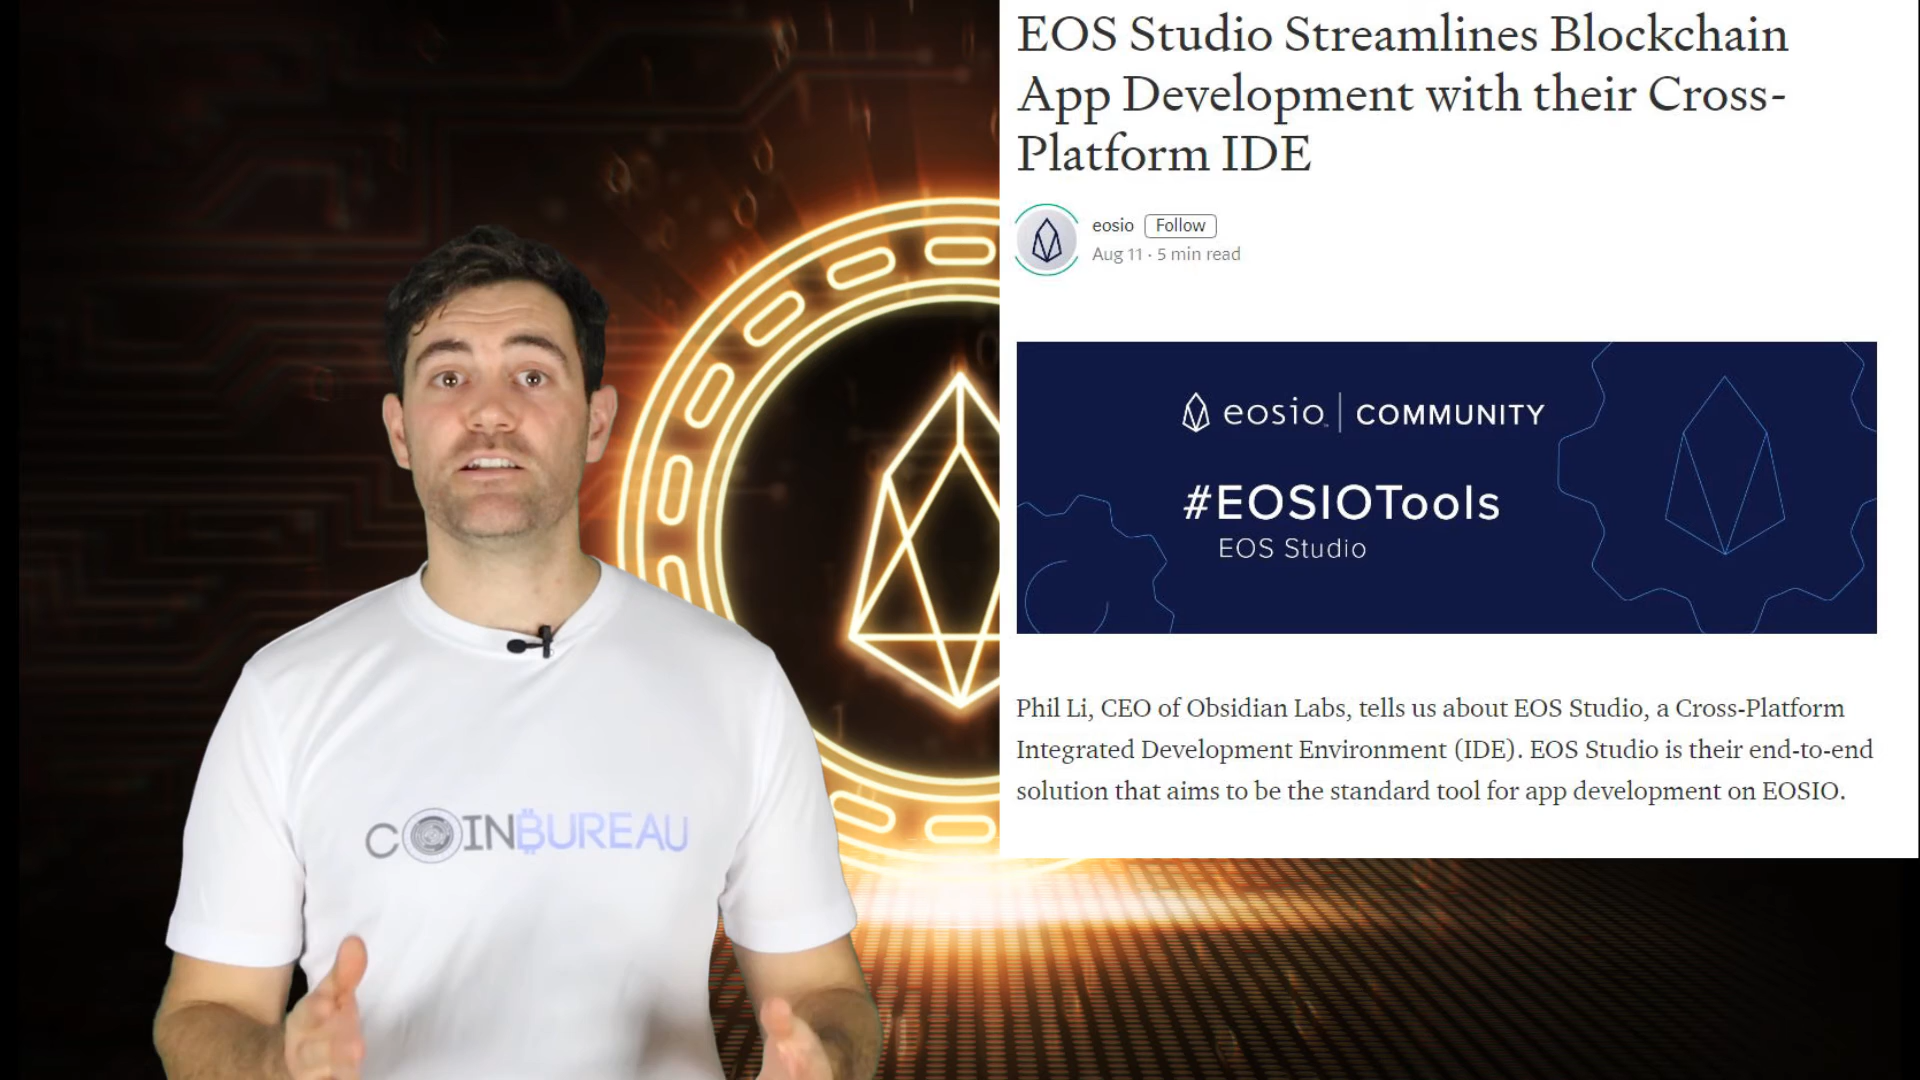 EOS Studio Streamlines Blockchain
App Development with their Cross-
Platform IDE
eosio Follow
Aug 11 · 5 min read
eosio | COMMUNITY
#EOSIOTools
EOS Studio
Phil Li, CEO of Obsidian Labs, tells us about EOS Studio, a Cross-Platform
Integrated Development Environment (IDE). EOS Studio is their end-to-end
solution that aims to be the standard tool for app development on EOSIO.
COINBUREAU